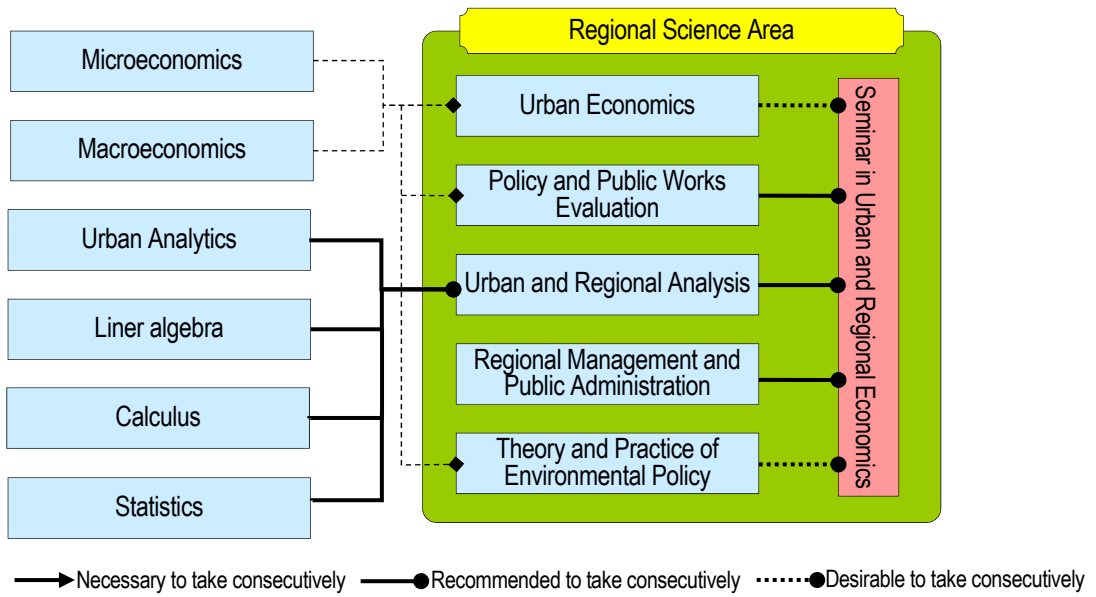 Regional Science Area
Microeconomics
Macroeconomics
Urban Analytics
Liner algebra
Calculus
Statistics
Urban Economics
Policy and Public Works
Evaluation
Urban and Regional Analysis
Regional Management and
Public Administration
Theory and Practice of
Environmental Policy
Seminar in Urban and Regional Economics
Necessary to take consecutively
Recommended to take consecutively
Desirable to take consecutively